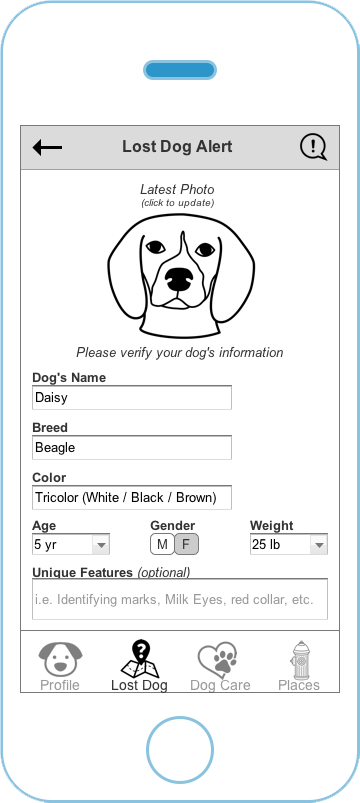 Lost Dog Alert
!
Latest Photo
(click to update)
Please verify your dog's information
Dog's Name
Daisy
Breed
Beagle
Color
Tricolor (White / Black / Brown)
Age Gender Weight
5 yr M F 25 lb
Unique Features (optional)
i.e. Identifying marks, Milk Eyes, red collar, etc.
?
Profile Lost Dog Dog Care Places